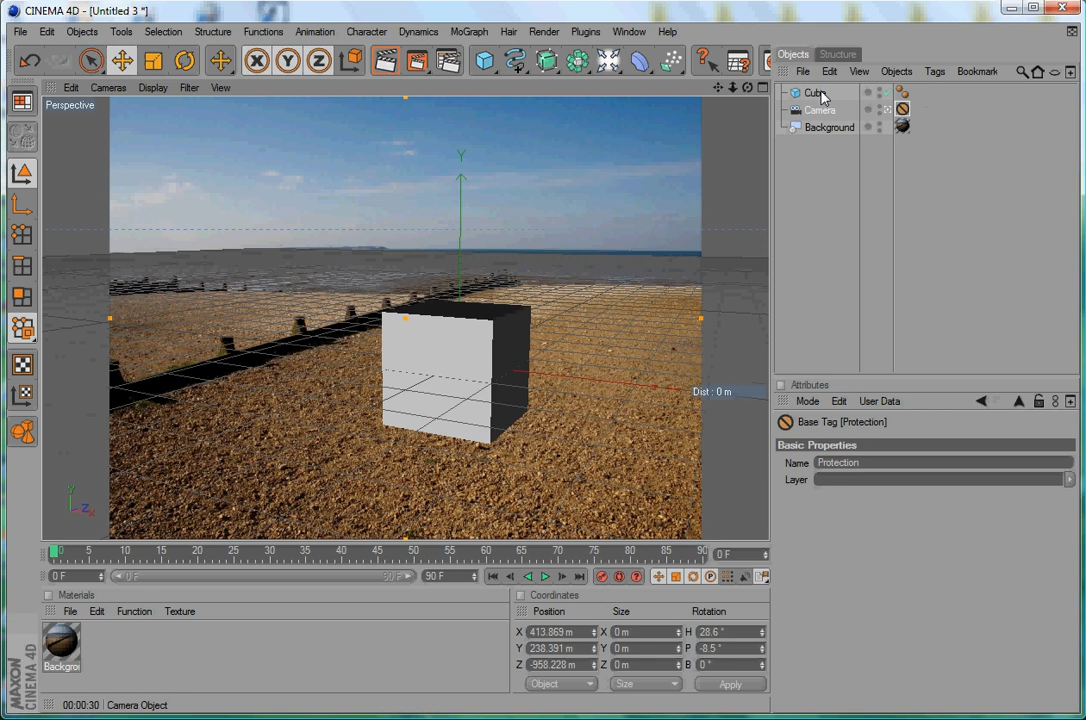 CINEMA 4D - [Untitled 3 *]
File Edit Objects Tools Selection Structure Functions Animation Character Dynamics MoGraph Hair Render Plugins Window Help
X Y Z
Objects Structure
File Edit View Objects Tags Bookmark
Edit Cameras Display Filter View
Perspective
Cube
Camera
Background
Y
Dist : 0 m
Y
Z
Attributes
Mode Edit User Data
Base Tag [Protection]
Basic Properties
Name Protection
Layer
0 5 10 15 20 25 30 35 40 45 50 55 60 65 70 75 80 85 90 0 F
0 F 0 F 90 F 90 F
Materials
File Edit Function Texture
Backgroi
Coordinates
Position Size Rotation
X 413.869 m X 0 m H 28.6 °
Y 238.391 m Y 0 m P -8.5 °
Z -958.228 m Z 0 m B 0 °
Object Size Apply
MAXON
CINEMA 4D
00:00:30 Camera Object